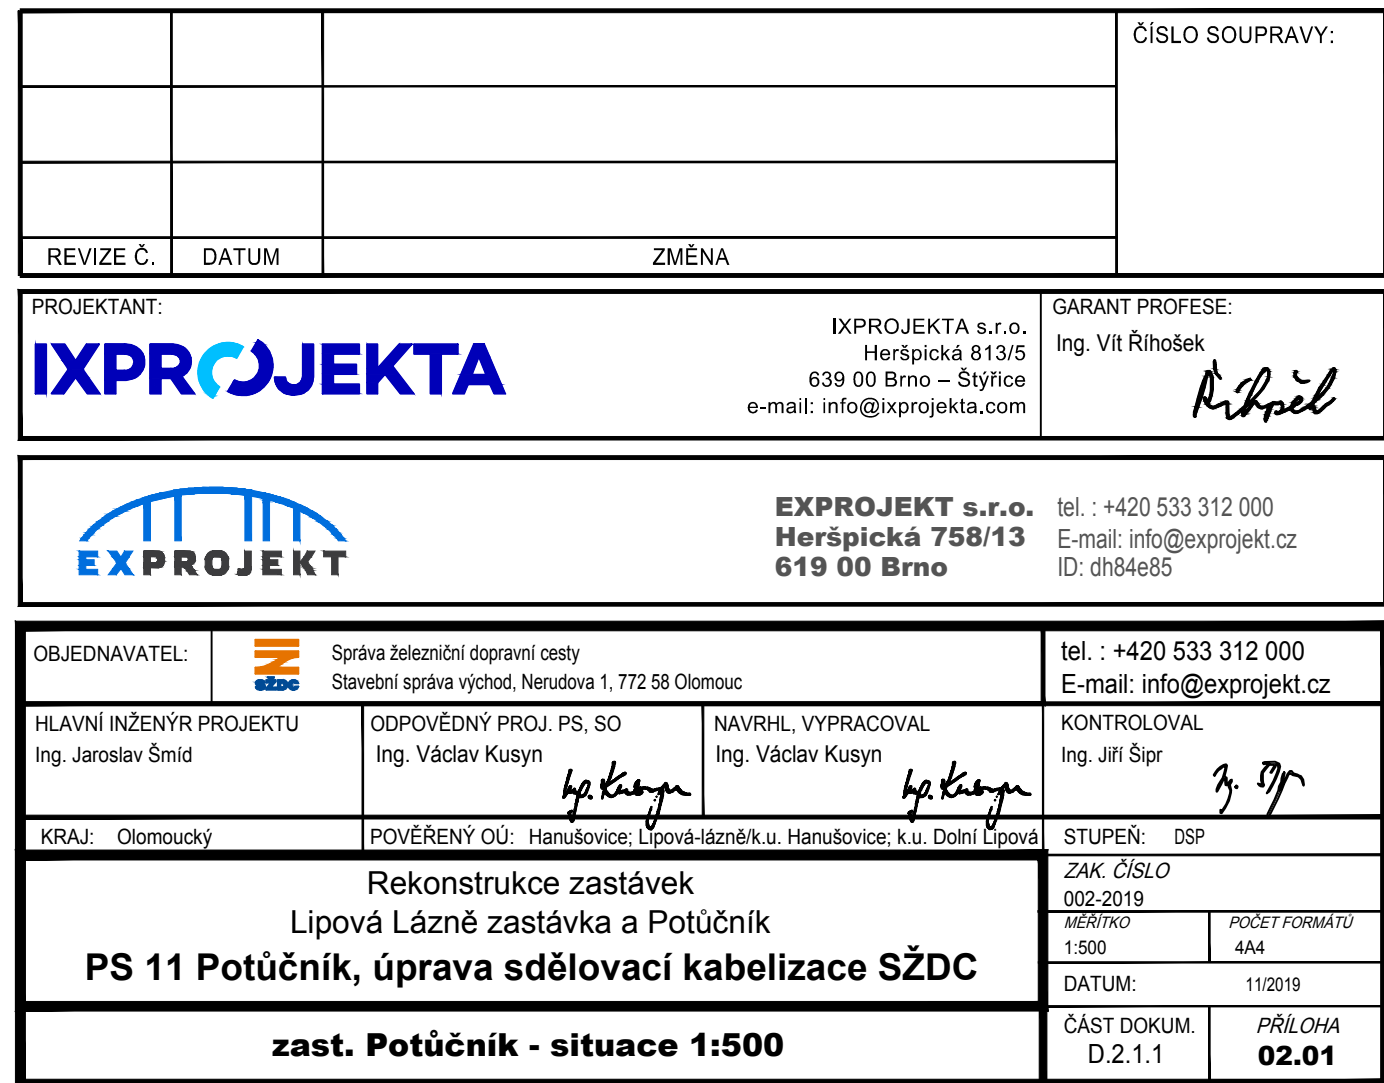 ČÍSLO SOUPRAVY:
REVIZE Č. DATUM ZMĚNA
PROJEKTANT:
IXPROJEKTA
IXPROJEKTA s.r.o.
Heršpická 813/5
639 00 Brno – Štýřice
e-mail: info@ixprojekta.com
GARANT PROFESE:
Ing. Vít Říhošek
EXPROJEKT
EXPROJEKT s.r.o.
Heršpická 758/13
619 00 Brno
tel. : +420 533 312 000
E-mail: info@exprojekt.cz
ID: dh84e85
OBJEDNAVATEL:
SŽDC
Správa železniční dopravní cesty
Stavební správa východ, Nerudova 1, 772 58 Olomouc
tel. : +420 533 312 000
E-mail: info@exprojekt.cz
HLAVNÍ INŽENÝR PROJEKTU
Ing. Jaroslav Šmíd
ODPOVĚDNÝ PROJ. PS, SO
Ing. Václav Kusyn
Ing. Kusyn
NAVRHL, VYPRACOVAL
Ing. Václav Kusyn
Ing. Kusyn
KONTROLOVAL
Ing. Jiří Šipr
KRAJ: Olomoucký
POVĚŘENÝ OÚ: Hanušovice; Lipová-lázně/k.u. Hanušovice; k.u. Dolní Lipová
STUPEŇ: DSP
Rekonstrukce zastávek
Lipová Lázně zastávka a Potůčník
PS 11 Potůčník, úprava sdělovací kabelizace SŽDC
ZAK. ČÍSLO
002-2019
MĚŘÍTKO
1:500
POČET FORMÁTŮ
4A4
DATUM: 11/2019
zast. Potůčník - situace 1:500
ČÁST DOKUM.
D.2.1.1
PŘÍLOHA
02.01